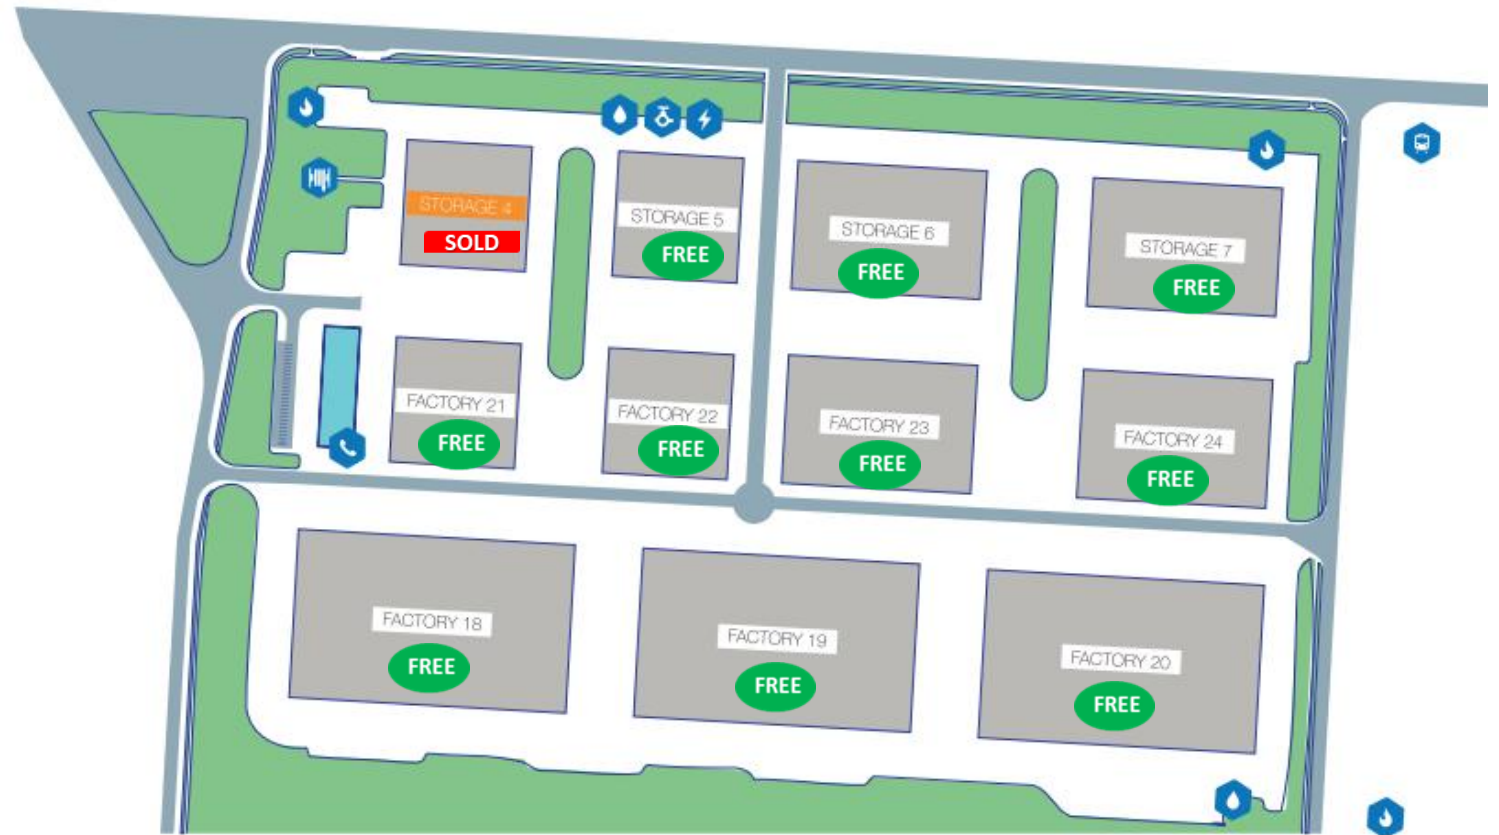 STORAGE 4
SOLD
STORAGE 5
FREE
STORAGE 6
FREE
STORAGE 7
FREE
FACTORY 21
FREE
FACTORY 22
FREE
FACTORY 23
FREE
FACTORY 24
FREE
FACTORY 18
FREE
FACTORY 19
FREE
FACTORY 20
FREE